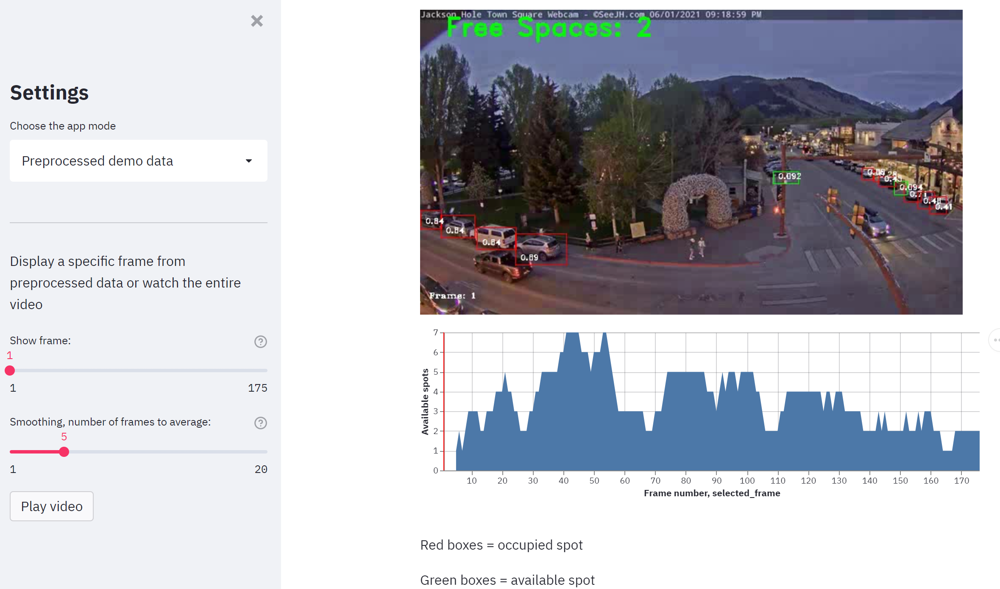 Settings
Choose the app mode
Preprocessed demo data
Display a specific frame from
preprocessed data or watch the entire
video
Show frame:
1
1
175
Smoothing, number of frames to average:
5
1
20
Play video
Jackson Hole Town Square Webcam - ©SeeJH.com 06/01/2021 09:18:59 PM
Free Spaces: 2
0.092
0.45
0.094
0.41
0.84
0.84
0.84
0.89
Frame: 1
Available spots
7
6
5
4
3
2
1
0
10 20 30 40 50 60 70 80 90 100 110 120 130 140 150 160 170
Frame number, selected_frame
Red boxes = occupied spot
Green boxes = available spot